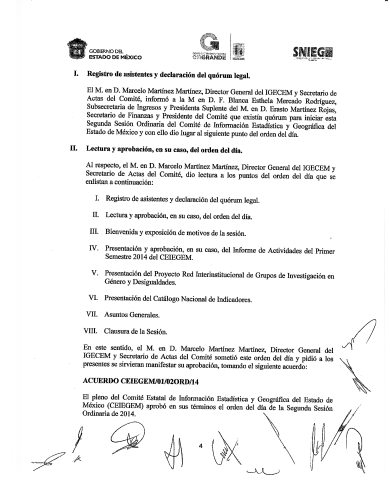 GOBIERNO DEL
ESTADO DE MÉXICO
GRANDE
SNIEG
I. Registro de asistentes y declaración del quórum legal.
El M. en D. Marcelo Martínez Martínez, Director General del IGECEM y Secretario de
Actas del Comité, informó a la M en D. F. Blanca Esthela Mercado Rodríguez,
Subsecretaria de Ingresos y Presidenta Suplente del M. en D. Erasto Martínez Rojas,
Secretario de Finanzas y Presidente del Comité que existía quórum para iniciar esta
Segunda Sesión Ordinaria del Comité de Información Estadística y Geográfica del
Estado de México y con ello dio lugar al siguiente punto del orden del día.
II. Lectura y aprobación, en su caso, del orden del día.
Al respecto, el M. en D. Marcelo Martínez Martínez, Director General del IGECEM y
Secretario de Actas del Comité, dio lectura a los puntos del orden del día que se
enlistan a continuación:
I. Registro de asistentes y declaración del quórum legal.
II. Lectura y aprobación, en su caso, del orden del día.
III. Bienvenida y exposición de motivos de la sesión.
IV. Presentación y aprobación, en su caso, del Informe de Actividades del Primer
Semestre 2014 del CEIEGEM.
V. Presentación del Proyecto Red Interinstitucional de Grupos de Investigación en
Género y Desigualdades.
VI. Presentación del Catálogo Nacional de Indicadores.
VII. Asuntos Generales.
VIII. Clausura de la Sesión.
En este sentido, el M. en D. Marcelo Martínez Martínez, Director General del
IGECEM y Secretario de Actas del Comité sometió este orden del día y pidió a los
presentes se sirvieran manifestar su aprobación, tomando el siguiente acuerdo:
ACUERDO CEIEGEM/01/02ORD/14
El pleno del Comité Estatal de Información Estadística y Geográfica del Estado de
México (CEIEGEM) aprobó en sus términos el orden del día de la Segunda Sesión
Ordinaria de 2014.
4